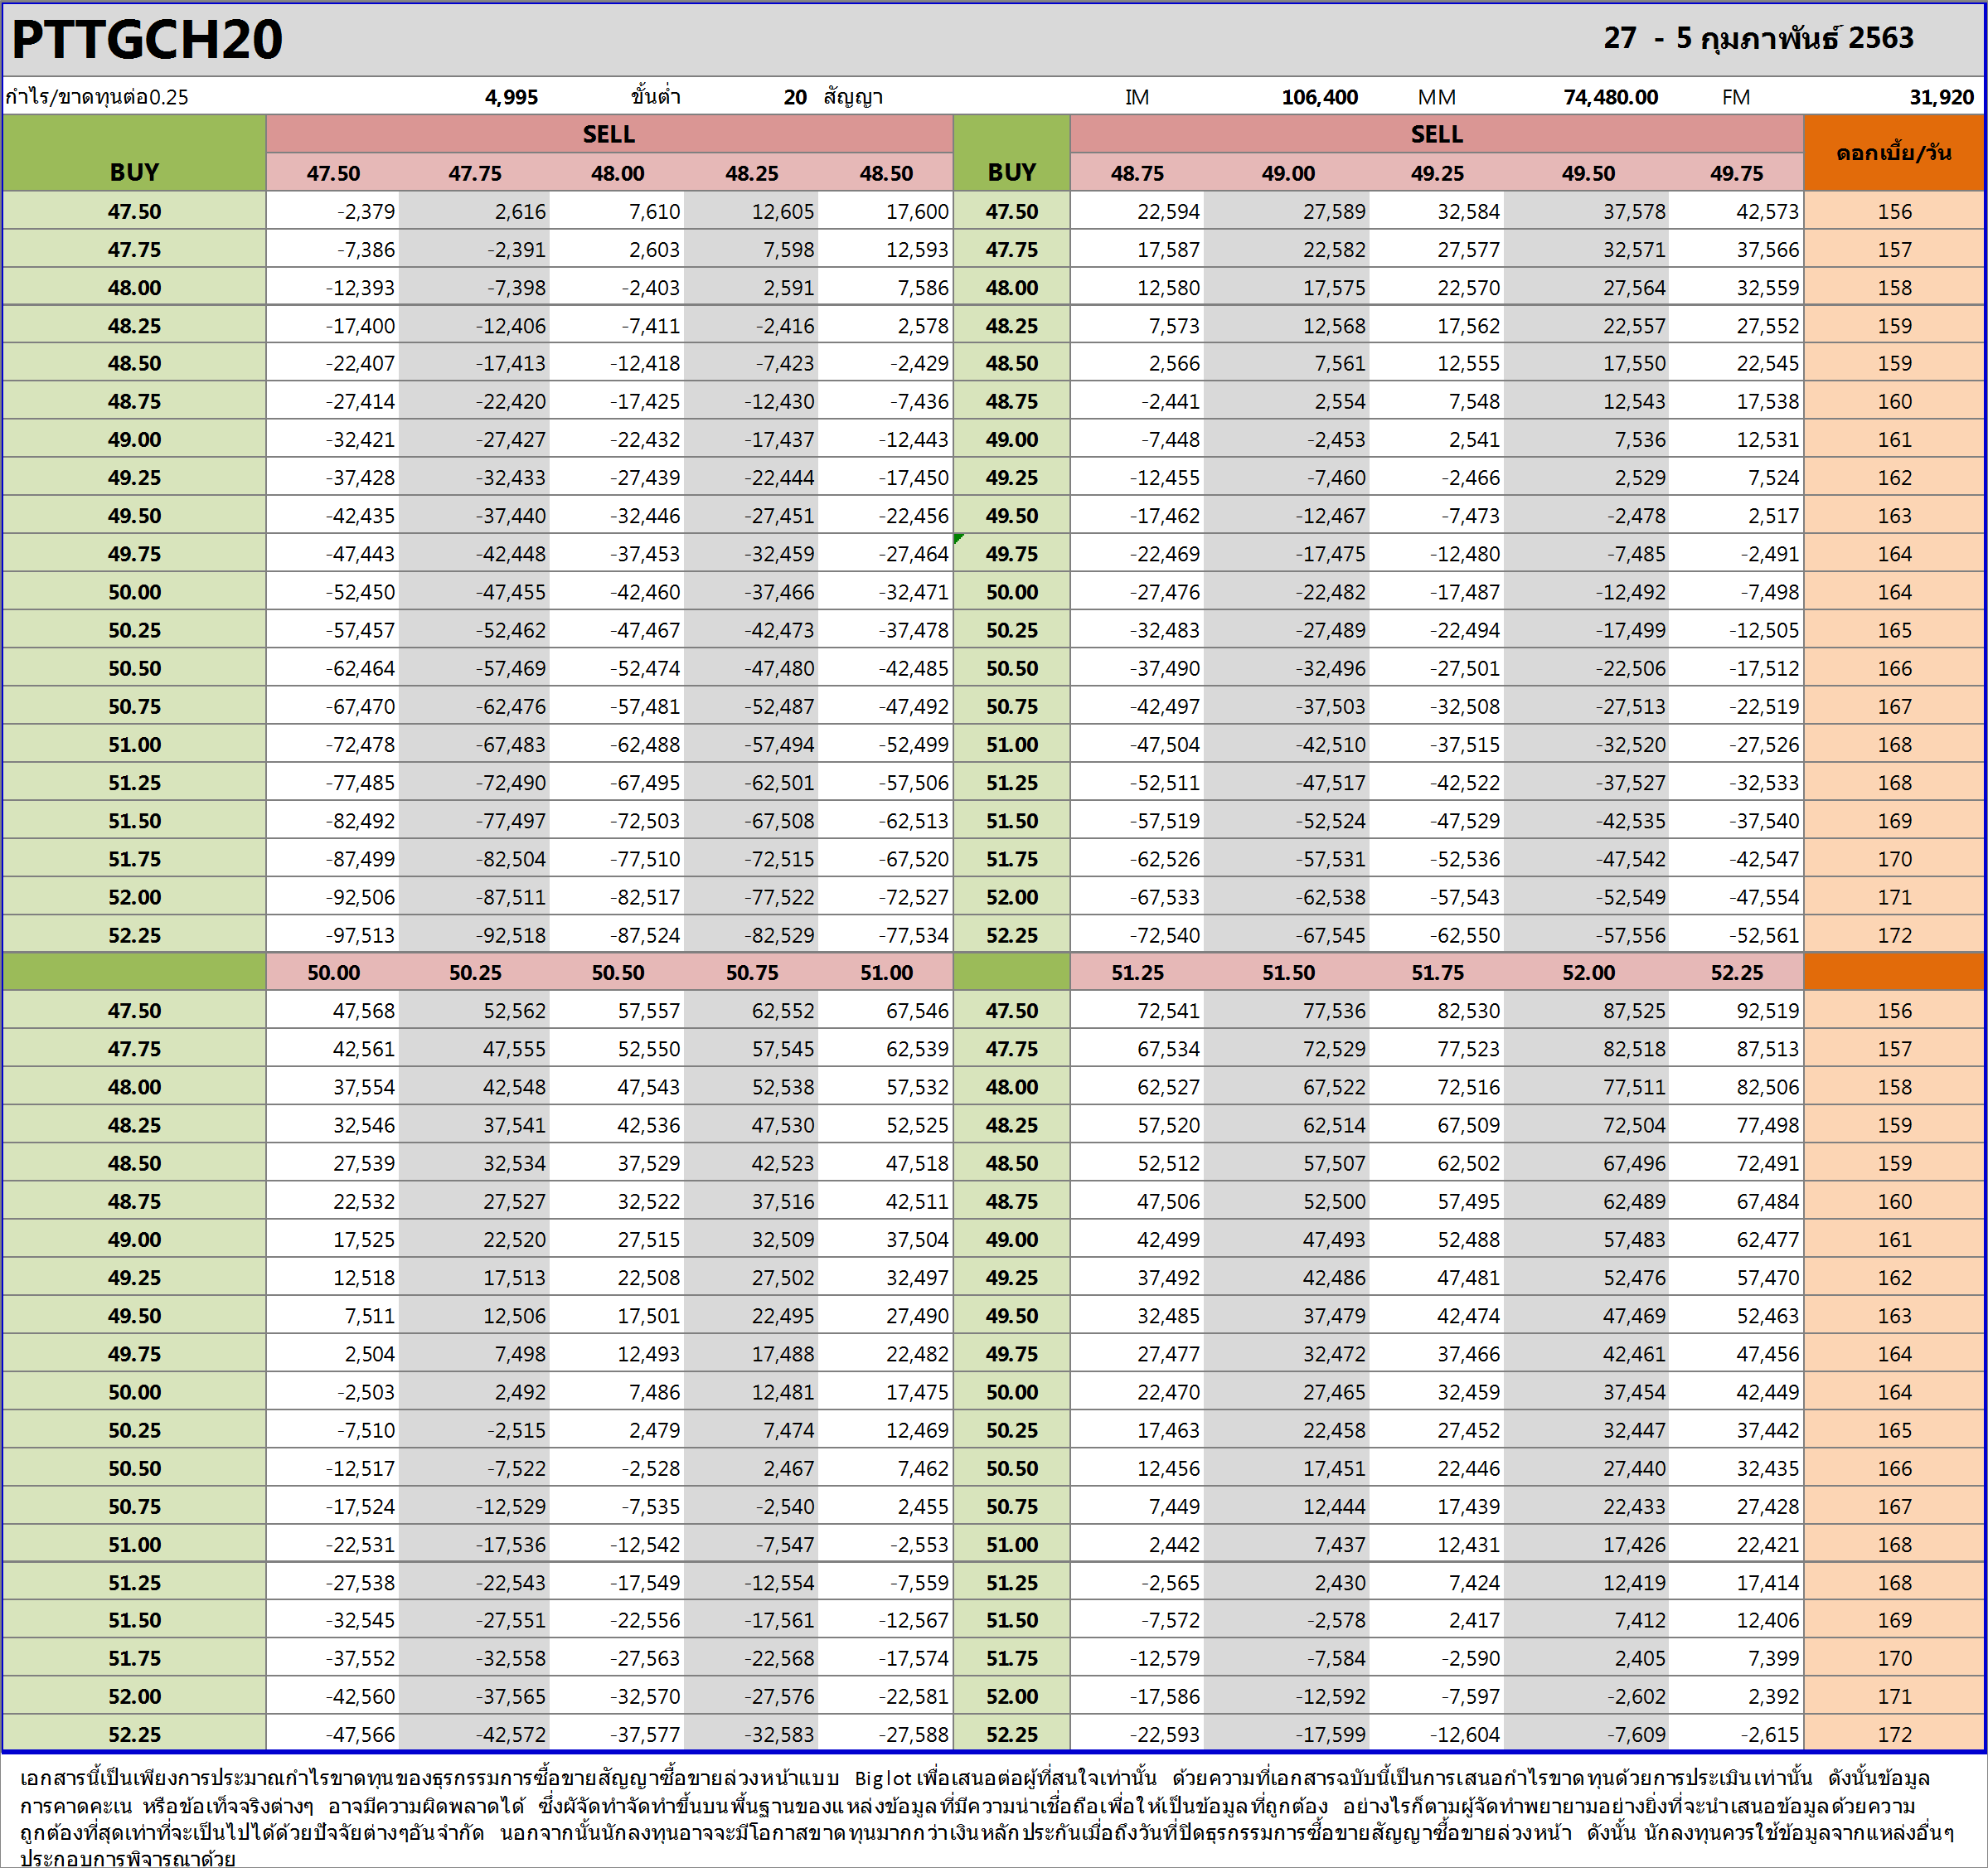 PTTGCH20 27 - 5 กุมภาพันธ์ 2563
กำไร/ขาดทุนต่อ0.25 4,995 ขั้นต่ำ 20 สัญญา IM 106,400 MM 74,480.00 FM 31,920
BUY SELL BUY SELL ดอกเบี้ย/วัน
47.50 47.75 48.00 48.25 48.50 48.75 49.00 49.25 49.50 49.75
47.50 -2,379 2,616 7,610 12,605 17,600 47.50 22,594 27,589 32,584 37,578 42,573 156
47.75 -7,386 -2,391 2,603 7,598 12,593 47.75 17,587 22,582 27,577 32,571 37,566 157
48.00 -12,393 -7,398 -2,403 2,591 7,586 48.00 12,580 17,575 22,570 27,564 32,559 158
48.25 -17,400 -12,406 -7,411 -2,416 2,578 48.25 7,573 12,568 17,562 22,557 27,552 159
48.50 -22,407 -17,413 -12,418 -7,423 -2,429 48.50 2,566 7,561 12,555 17,550 22,545 159
48.75 -27,414 -22,420 -17,425 -12,430 -7,436 48.75 -2,441 2,554 7,548 12,543 17,538 160
49.00 -32,421 -27,427 -22,432 -17,437 -12,443 49.00 -7,448 -2,453 2,541 7,536 12,531 161
49.25 -37,428 -32,433 -27,439 -22,444 -17,450 49.25 -12,455 -7,460 -2,466 2,529 7,524 162
49.50 -42,435 -37,440 -32,446 -27,451 -22,456 49.50 -17,462 -12,467 -7,473 -2,478 2,517 163
49.75 -47,443 -42,448 -37,453 -32,459 -27,464 49.75 -22,469 -17,475 -12,480 -7,485 -2,491 164
50.00 -52,450 -47,455 -42,460 -37,466 -32,471 50.00 -27,476 -22,482 -17,487 -12,492 -7,498 164
50.25 -57,457 -52,462 -47,467 -42,473 -37,478 50.25 -32,483 -27,489 -22,494 -17,499 -12,505 165
50.50 -62,464 -57,469 -52,474 -47,480 -42,485 50.50 -37,490 -32,496 -27,501 -22,506 -17,512 166
50.75 -67,470 -62,476 -57,481 -52,487 -47,492 50.75 -42,497 -37,503 -32,508 -27,513 -22,519 167
51.00 -72,478 -67,483 -62,488 -57,494 -52,499 51.00 -47,504 -42,510 -37,515 -32,520 -27,526 168
51.25 -77,485 -72,490 -67,495 -62,501 -57,506 51.25 -52,511 -47,517 -42,522 -37,527 -32,533 168
51.50 -82,492 -77,497 -72,503 -67,508 -62,513 51.50 -57,519 -52,524 -47,529 -42,535 -37,540 169
51.75 -87,499 -82,504 -77,510 -72,515 -67,520 51.75 -62,526 -57,531 -52,536 -47,542 -42,547 170
52.00 -92,506 -87,511 -82,517 -77,522 -72,527 52.00 -67,533 -62,538 -57,543 -52,549 -47,554 171
52.25 -97,513 -92,518 -87,524 -82,529 -77,534 52.25 -72,540 -67,545 -62,550 -57,556 -52,561 172
50.00 50.25 50.50 50.75 51.00 51.25 51.50 51.75 52.00 52.25
47.50 47,568 52,562 57,557 62,552 67,546 47.50 72,541 77,536 82,530 87,525 92,519 156
47.75 42,561 47,555 52,550 57,545 62,539 47.75 67,534 72,529 77,523 82,518 87,513 157
48.00 37,554 42,548 47,543 52,538 57,532 48.00 62,527 67,522 72,516 77,511 82,506 158
48.25 32,546 37,541 42,536 47,530 52,525 48.25 57,520 62,514 67,509 72,504 77,498 159
48.50 27,539 32,534 37,529 42,523 47,518 48.50 52,512 57,507 62,502 67,496 72,491 159
48.75 22,532 27,527 32,522 37,516 42,511 48.75 47,506 52,500 57,495 62,489 67,484 160
49.00 17,525 22,520 27,515 32,509 37,504 49.00 42,499 47,493 52,488 57,483 62,477 161
49.25 12,518 17,513 22,508 27,502 32,497 49.25 37,492 42,486 47,481 52,476 57,470 162
49.50 7,511 12,506 17,501 22,495 27,490 49.50 32,485 37,479 42,474 47,469 52,463 163
49.75 2,504 7,498 12,493 17,488 22,482 49.75 27,477 32,472 37,466 42,461 47,456 164
50.00 -2,503 2,492 7,486 12,481 17,475 50.00 22,470 27,465 32,459 37,454 42,449 164
50.25 -7,510 -2,515 2,479 7,474 12,469 50.25 17,463 22,458 27,452 32,447 37,442 165
50.50 -12,517 -7,522 -2,528 2,467 7,462 50.50 12,456 17,451 22,446 27,440 32,435 166
50.75 -17,524 -12,529 -7,535 -2,540 2,455 50.75 7,449 12,444 17,439 22,433 27,428 167
51.00 -22,531 -17,536 -12,542 -7,547 -2,553 51.00 2,442 7,437 12,431 17,426 22,421 168
51.25 -27,538 -22,543 -17,549 -12,554 -7,559 51.25 -2,565 2,430 7,424 12,419 17,414 168
51.50 -32,545 -27,551 -22,556 -17,561 -12,567 51.50 -7,572 -2,578 2,417 7,412 12,406 169
51.75 -37,552 -32,558 -27,563 -22,568 -17,574 51.75 -12,579 -7,584 -2,590 2,405 7,399 170
52.00 -42,560 -37,565 -32,570 -27,576 -22,581 52.00 -17,586 -12,592 -7,597 -2,602 2,392 171
52.25 -47,566 -42,572 -37,577 -32,583 -27,588 52.25 -22,593 -17,599 -12,604 -7,609 -2,615 172
เอกสารนี้เป็นเพียงการประมาณกำไรขาดทุนของธุรกรรมการซื้อขายสัญญาซื้อขายล่วงหน้าแบบ Big lot เพื่อเสนอต่อผู้ที่สนใจเท่านั้น ด้วยความที่เอกสารฉบับนี้เป็นการเสนอกำไรขาดทุนด้วยการประเมินเท่านั้น ดังนั้นข้อมูล
การคาดคะเน หรือข้อเท็จจริงต่างๆ อาจมีความผิดพลาดได้ ซึ่งผัจัดทำจัดทำขึ้นบนพื้นฐานของแหล่งข้อมูลที่มีความน่าเชื่อถือเพื่อให้เป็นข้อมูลที่ถูกต้อง อย่างไรก็ตามผู้จัดทำพยายามอย่างยิ่งที่จะนำเสนอข้อมูลด้วยความ
ถูกต้องที่สุดเท่าที่จะเป็นไปได้ด้วยปัจจัยต่างๆอันจำกัด นอกจากนั้นนักลงทุนอาจจะมีโอกาสขาดทุนมากกว่าเงินหลักประกันเมื่อถึงวันที่ปิดธุรกรรมการซื้อขายสัญญาซื้อขายล่วงหน้า ดังนั้น นักลงทุนควรใช้ข้อมูลจากแหล่งอื่นๆ
ประกอบการพิจารณาด้วย